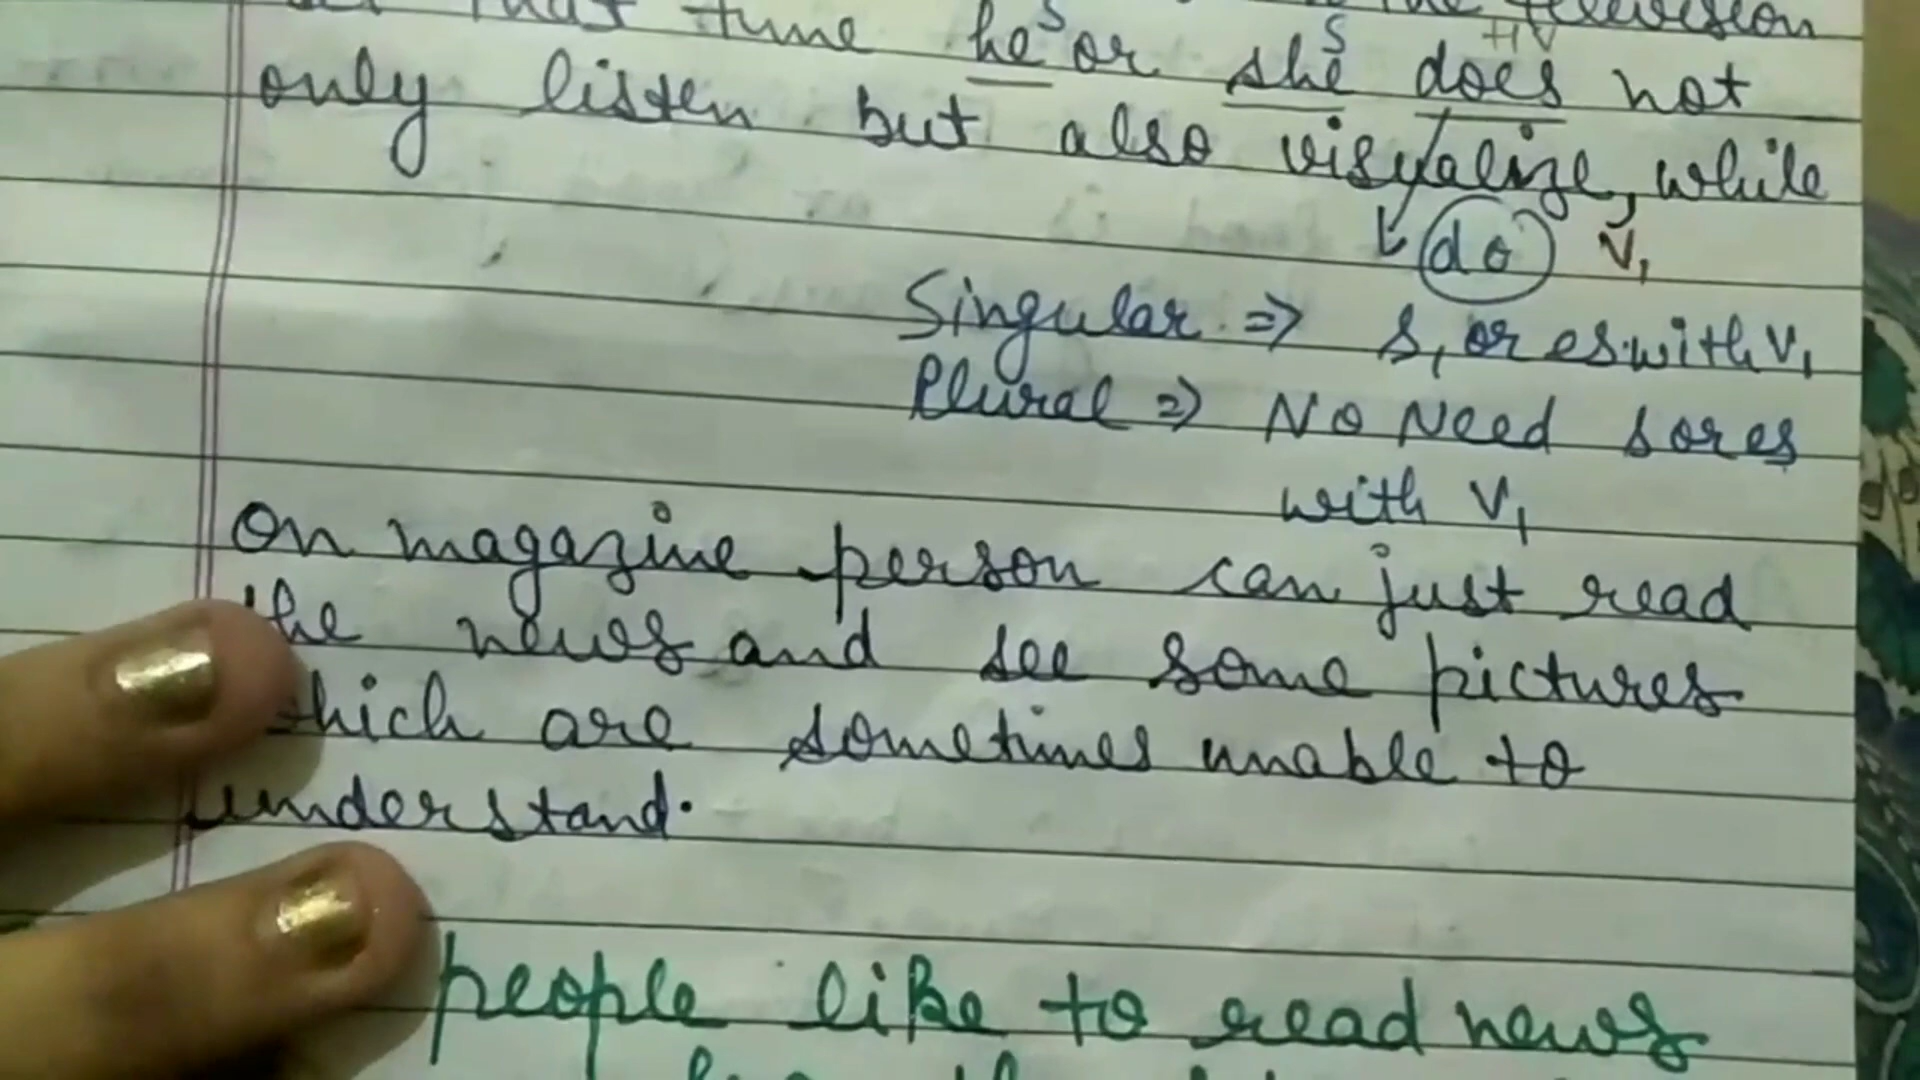 that time he or she does not
S S HV
only listen but also visualize, while
do V1
Singular => s, or es with V1
Plural => No Need s or es
with V1
On magazine person can just read
the news and see some pictures
which are sometimes unable to
understand.
people like to read news